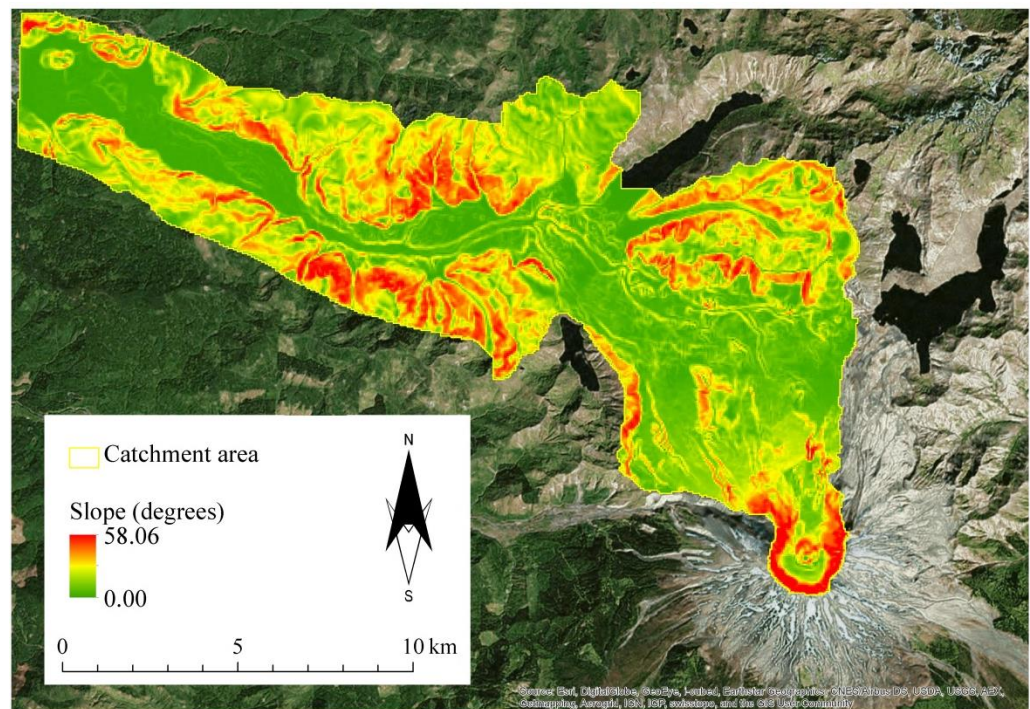 Catchment area
N
Slope (degrees)
58.06
0.00
S
0 5 10 km
Source: Esri, DigitalGlobe, GeoEye, i-cubed, Earthstar Geographics, CNES/Airbus DS, USDA, USGS, AEX,
Getmapping, Aerogrid, IGN, IGP, swisstopo, and the GIS User Community